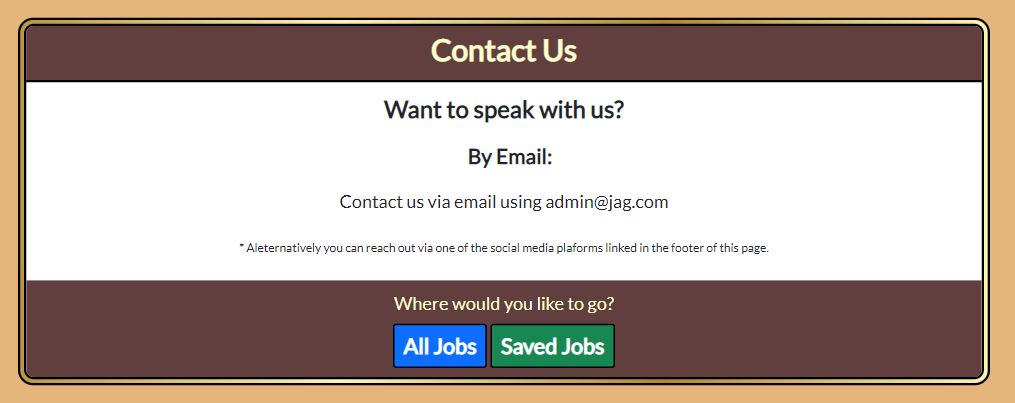 Contact Us
Want to speak with us?
By Email:
Contact us via email using admin@jag.com
* Aleternatively you can reach out via one of the social media plaforms linked in the footer of this page.
Where would you like to go?
All Jobs Saved Jobs